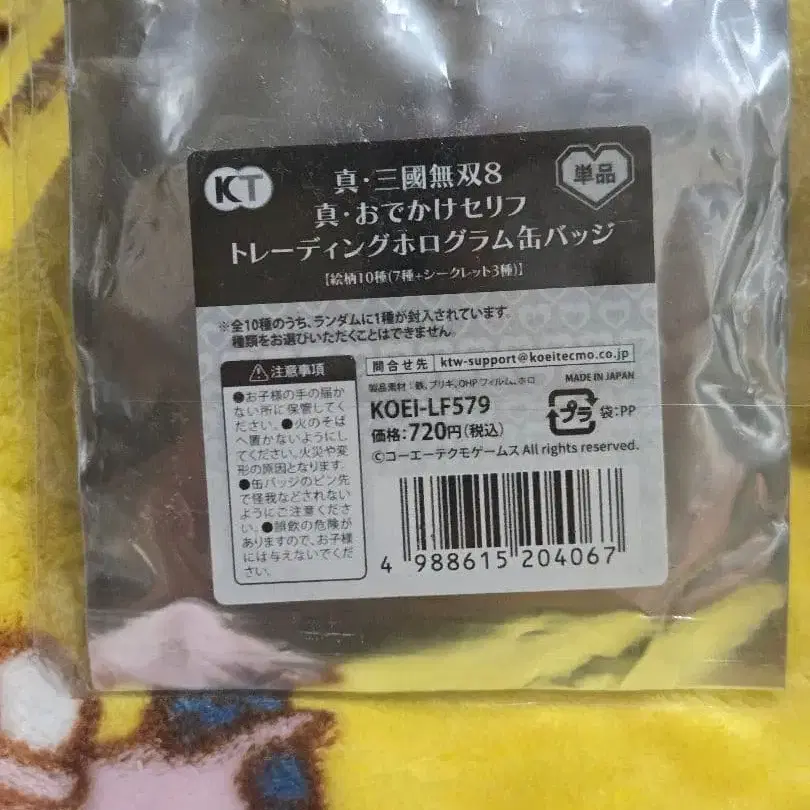 KT
真・三國無双8
単品
真・おでかけセリフ
トレーディングホログラム缶バッジ
【絵柄10種(7種+シークレット3種)】
※全10種のうち、ランダムに1種が封入されています。
種類をお選びいただくことはできません。
注意事項
●お子様の手の届か
ない所に保管してく
ださい。●火のそば
へ置かないようにし
てください。火災や変
形の原因となります。
●缶バッジのピン先
で怪我などされない
ようにご注意くださ
い。●誤飲の危険が
ありますので、お子様
には与えないでくだ
さい。
問合せ先 ktw-support@koeitecmo.co.jp
製品素材:鉄、ブリキ、OHPフィルム、ホロ
MADE IN JAPAN
KOEI-LF579
価格:720円(税込)
プラ 袋:PP
©コーエーテクモゲームス All rights reserved.
4 988615 204067